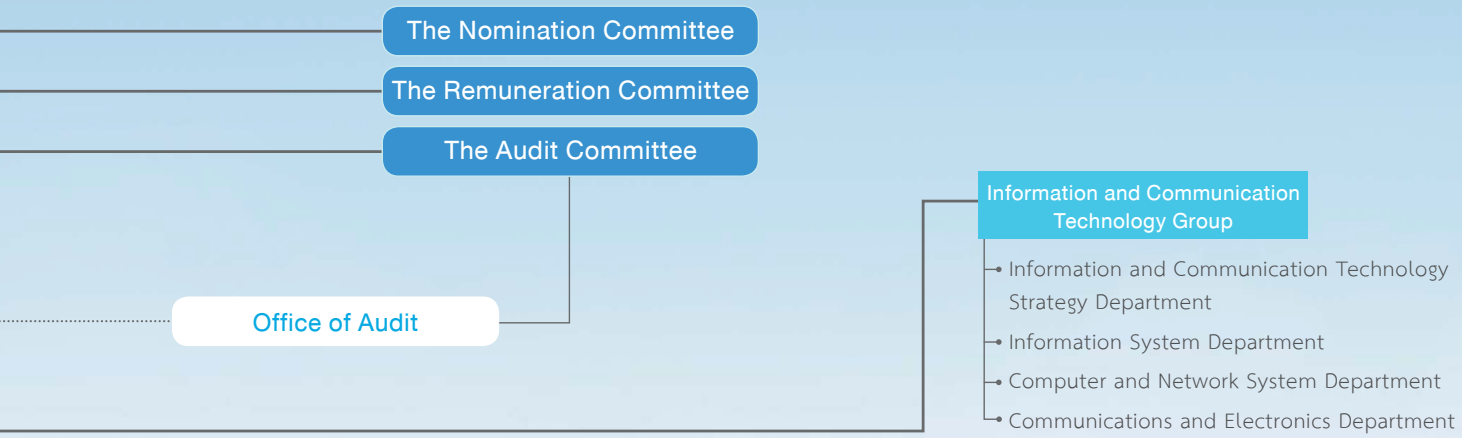 The Nomination Committee
The Remuneration Committee
The Audit Committee
Information and Communication
Technology Group
Information and Communication Technology
Strategy Department
Office of Audit
Information System Department
Computer and Network System Department
Communications and Electronics Department